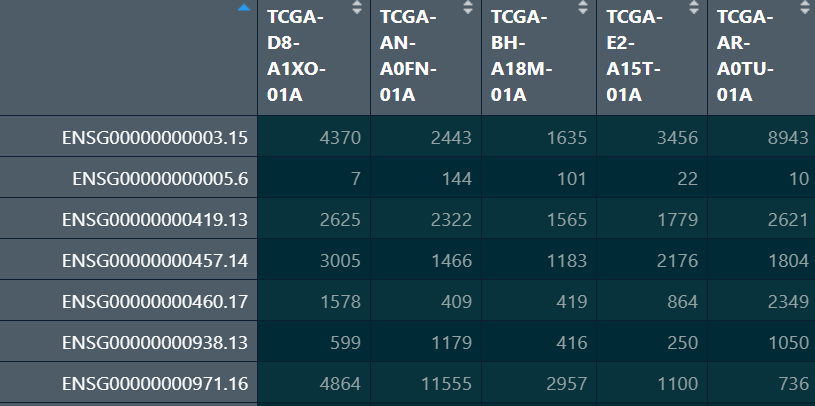 TCGA-D8-A1XO-01A TCGA-AN-A0FN-01A TCGA-BH-A18M-01A TCGA-E2-A15T-01A TCGA-AR-A0TU-01A
ENSG00000000003.15 4370 2443 1635 3456 8943
ENSG00000000005.6 7 144 101 22 10
ENSG00000000419.13 2625 2322 1565 1779 2621
ENSG00000000457.14 3005 1466 1183 2176 1804
ENSG00000000460.17 1578 409 419 864 2349
ENSG00000000938.13 599 1179 416 250 1050
ENSG00000000971.16 4864 11555 2957 1100 736